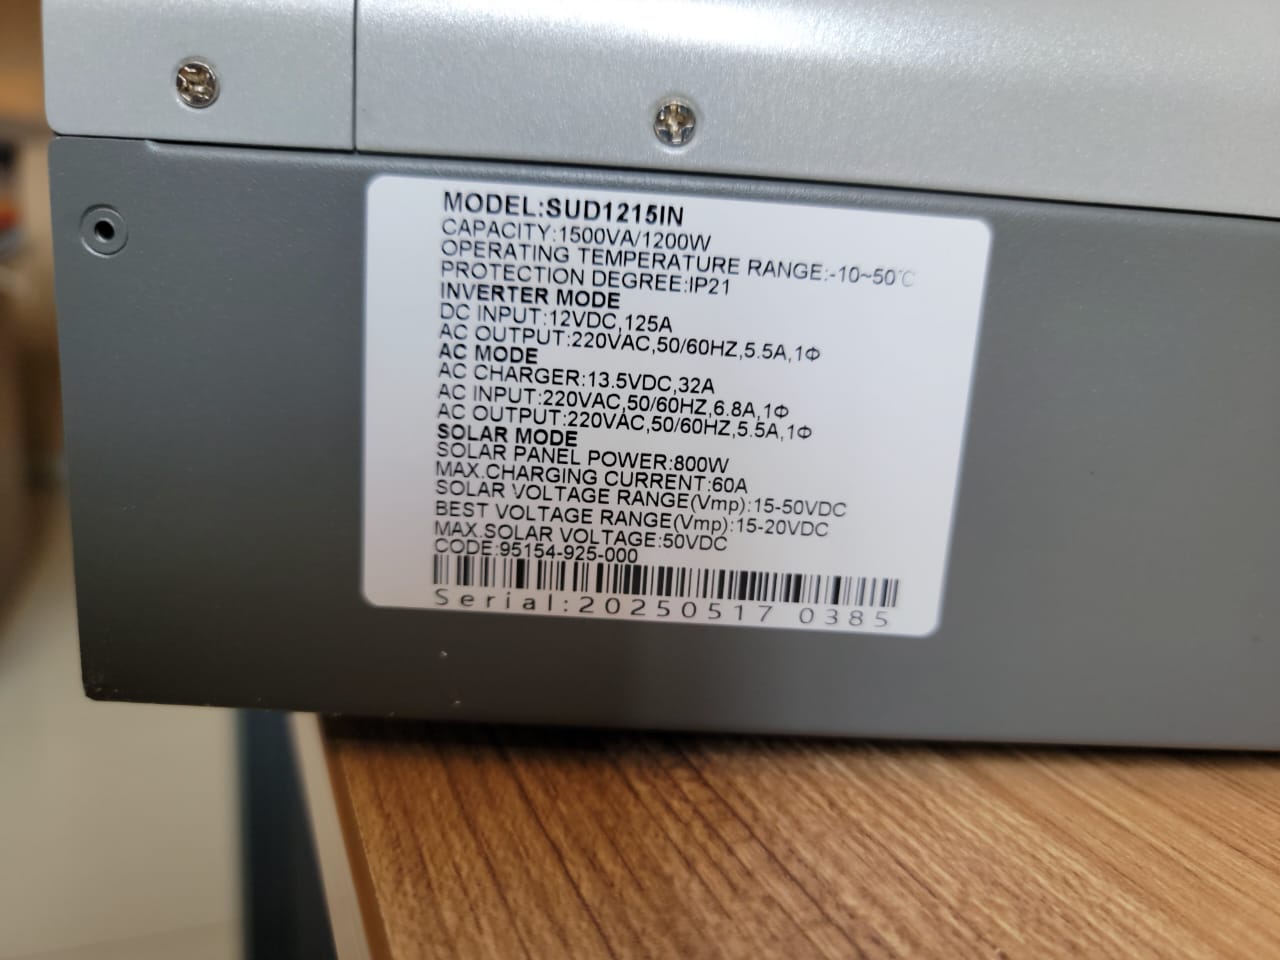 MODEL:SUD1215IN
CAPACITY:1500VA/1200W
OPERATING TEMPERATURE RANGE:-10~50℃
PROTECTION DEGREE:IP21
INVERTER MODE
DC INPUT:12VDC,125A
AC OUTPUT:220VAC,50/60HZ,5.5A,1Φ
AC MODE
AC CHARGER:13.5VDC,32A
AC INPUT:220VAC,50/60HZ,6.8A,1Φ
AC OUTPUT:220VAC,50/60HZ,5.5A,1Φ
SOLAR MODE
SOLAR PANEL POWER:800W
MAX.CHARGING CURRENT:60A
SOLAR VOLTAGE RANGE(Vmp):15-50VDC
BEST VOLTAGE RANGE(Vmp):15-20VDC
MAX.SOLAR VOLTAGE:50VDC
CODE:95154-925-000
Serial:20250517 0385